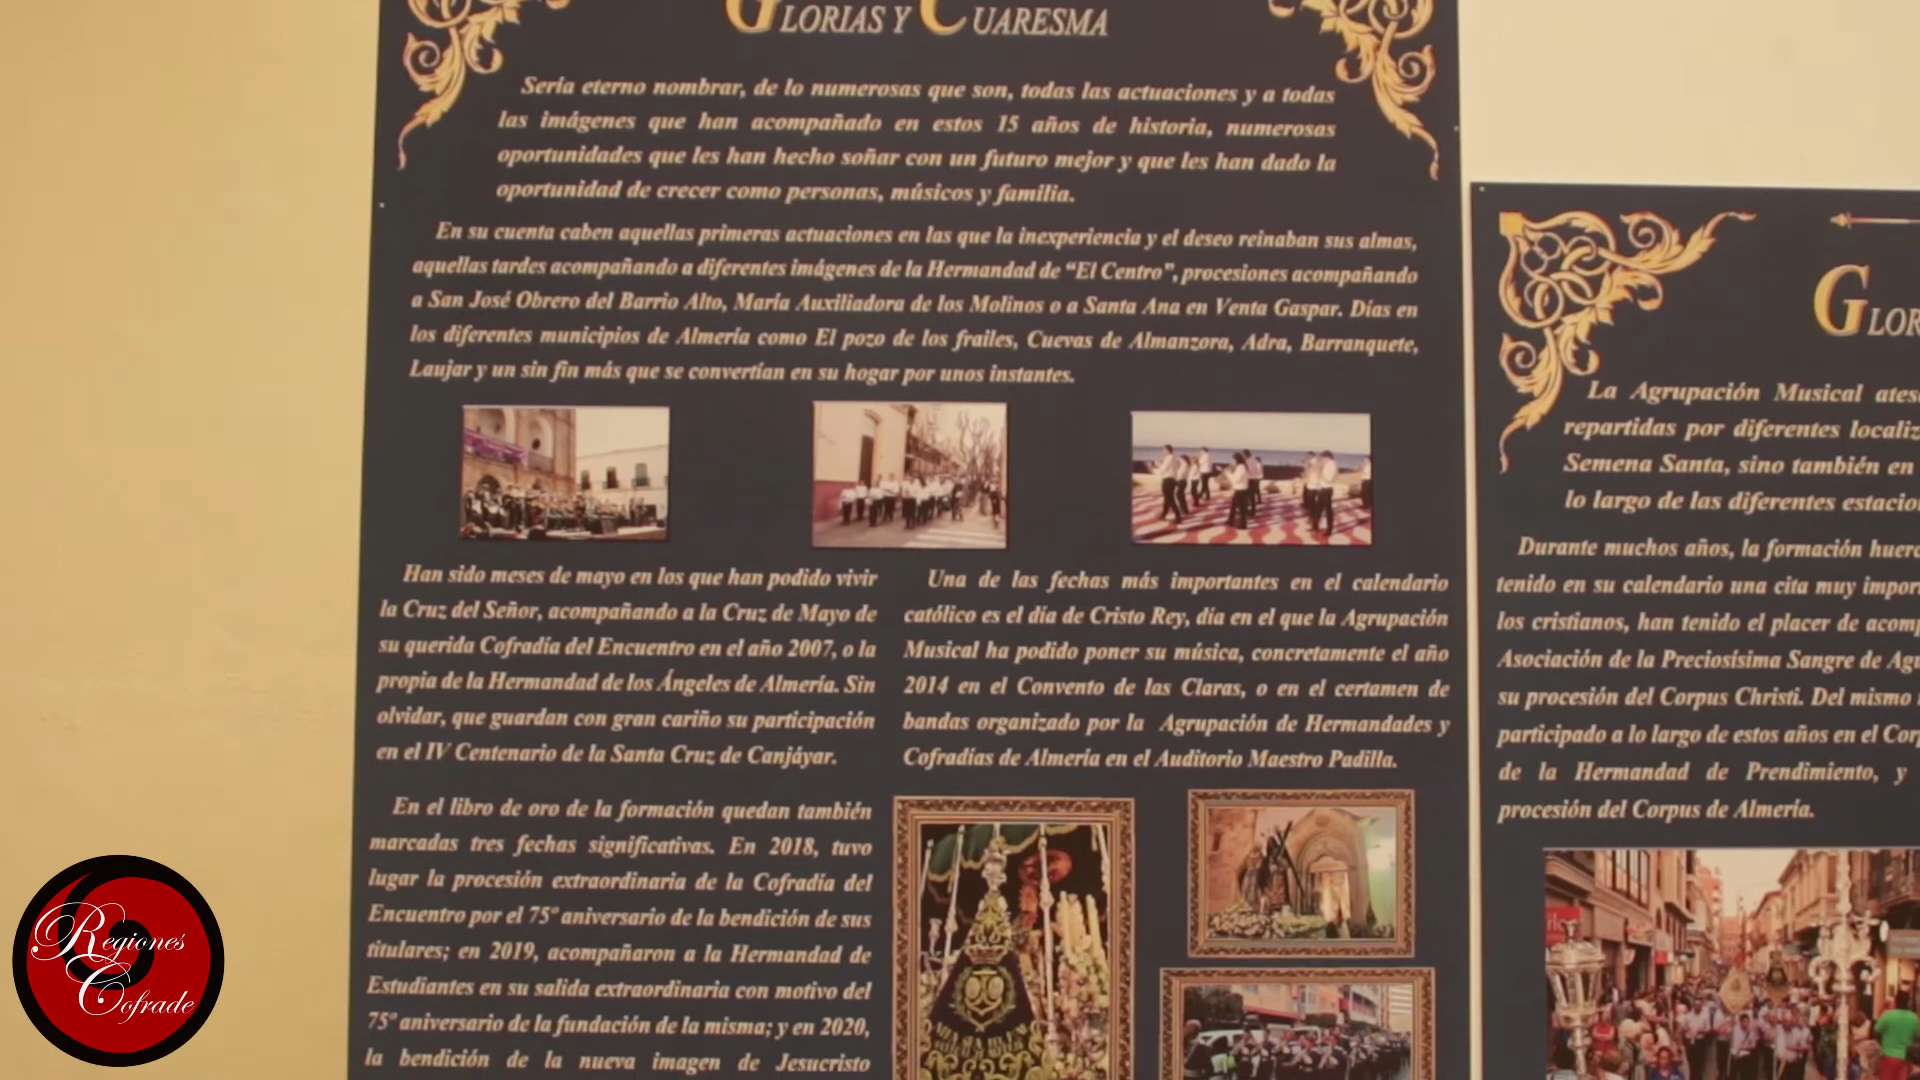 GLORIAS Y CUARESMA
Sería eterno nombrar, de lo numerosas que son, todas las actuaciones y a todas
las imágenes que han acompañado en estos 15 años de historia, numerosas
oportunidades que les han hecho soñar con un futuro mejor y que les han dado la
oportunidad de crecer como personas, músicos y familia.
En su cuenta caben aquellas primeras actuaciones en las que la inexperiencia y el deseo reinaban sus almas,
aquellas tardes acompañando a diferentes imágenes de la Hermandad de “El Centro”, procesiones acompañando
a San José Obrero del Barrio Alto, María Auxiliadora de los Molinos o a Santa Ana en Venta Gaspar. Días en
los diferentes municipios de Almería como El pozo de los frailes, Cuevas de Almanzora, Adra, Barranquete,
Laujar y un sin fin más que se convertían en su hogar por unos instantes.
Han sido meses de mayo en los que han podido vivir
la Cruz del Señor, acompañando a la Cruz de Mayo de
su querida Cofradía del Encuentro en el año 2007, o la
propia de la Hermandad de los Ángeles de Almería. Sin
olvidar, que guardan con gran cariño su participación
en el IV Centenario de la Santa Cruz de Canjáyar.
En el libro de oro de la formación quedan también
marcadas tres fechas significativas. En 2018, tuvo
lugar la procesión extraordinaria de la Cofradía del
Encuentro por el 75º aniversario de la bendición de sus
titulares; en 2019, acompañaron a la Hermandad de
Estudiantes en su salida extraordinaria con motivo del
75º aniversario de la fundación de la misma; y en 2020,
la bendición de la nueva imagen de Jesucristo
Una de las fechas más importantes en el calendario
católico es el día de Cristo Rey, día en el que la Agrupación
Musical ha podido poner su música, concretamente el año
2014 en el Convento de las Claras, o en el certamen de
bandas organizado por la Agrupación de Hermandades y
Cofradías de Almería en el Auditorio Maestro Padilla.
GLOR
La Agrupación Musical ates
repartidas por diferentes localiz
Semena Santa, sino también en
lo largo de las diferentes estacio
Durante muchos años, la formación huerc
tenido en su calendario una cita muy impor
los cristianos, han tenido el placer de acomp
Asociación de la Preciosísima Sangre de Ag
su procesión del Corpus Christi. Del mismo
participado a lo largo de estos años en el Cor
de la Hermandad de Prendimiento, y
procesión del Corpus de Almería.
Regiones
Cofrade